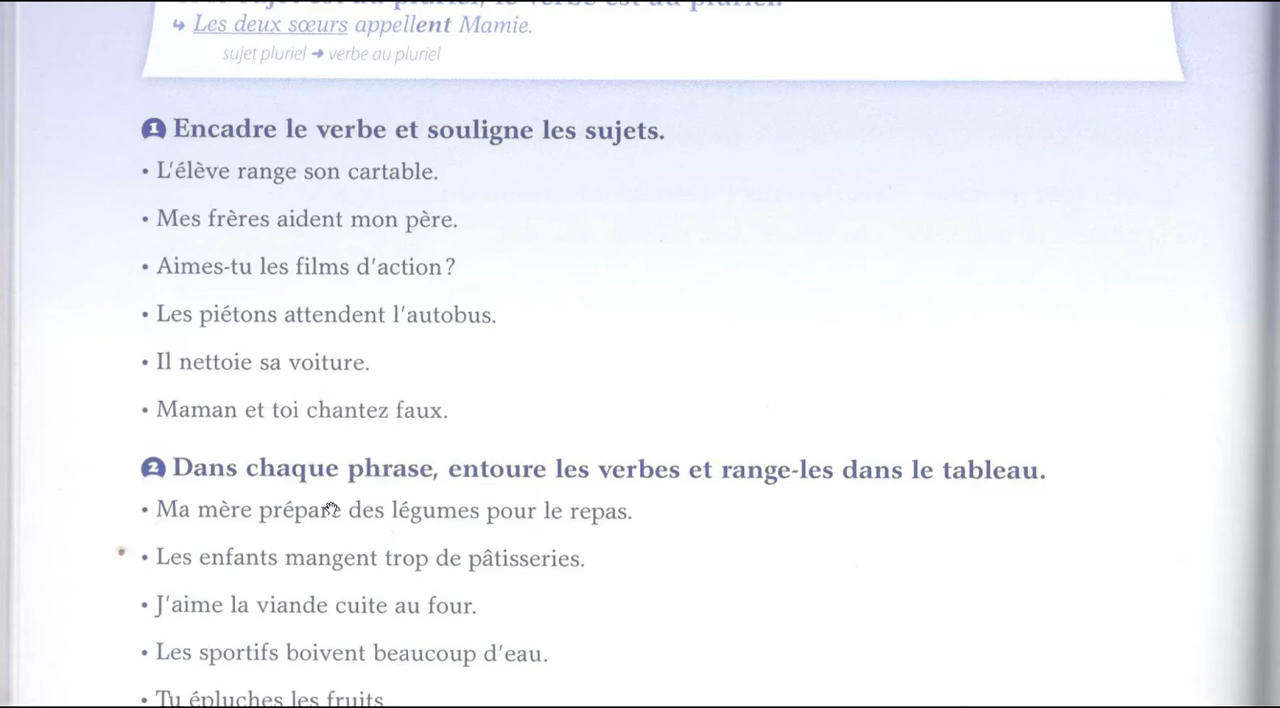 ↳ Les deux sœurs appellent Mamie.
sujet pluriel ➜ verbe au pluriel
1 Encadre le verbe et souligne les sujets.
• L'élève range son cartable.
• Mes frères aident mon père.
• Aimes-tu les films d'action ?
• Les piétons attendent l'autobus.
• Il nettoie sa voiture.
• Maman et toi chantez faux.
2 Dans chaque phrase, entoure les verbes et range-les dans le tableau.
• Ma mère prépare des légumes pour le repas.
• Les enfants mangent trop de pâtisseries.
• J'aime la viande cuite au four.
• Les sportifs boivent beaucoup d'eau.
• Tu épluches les fruits